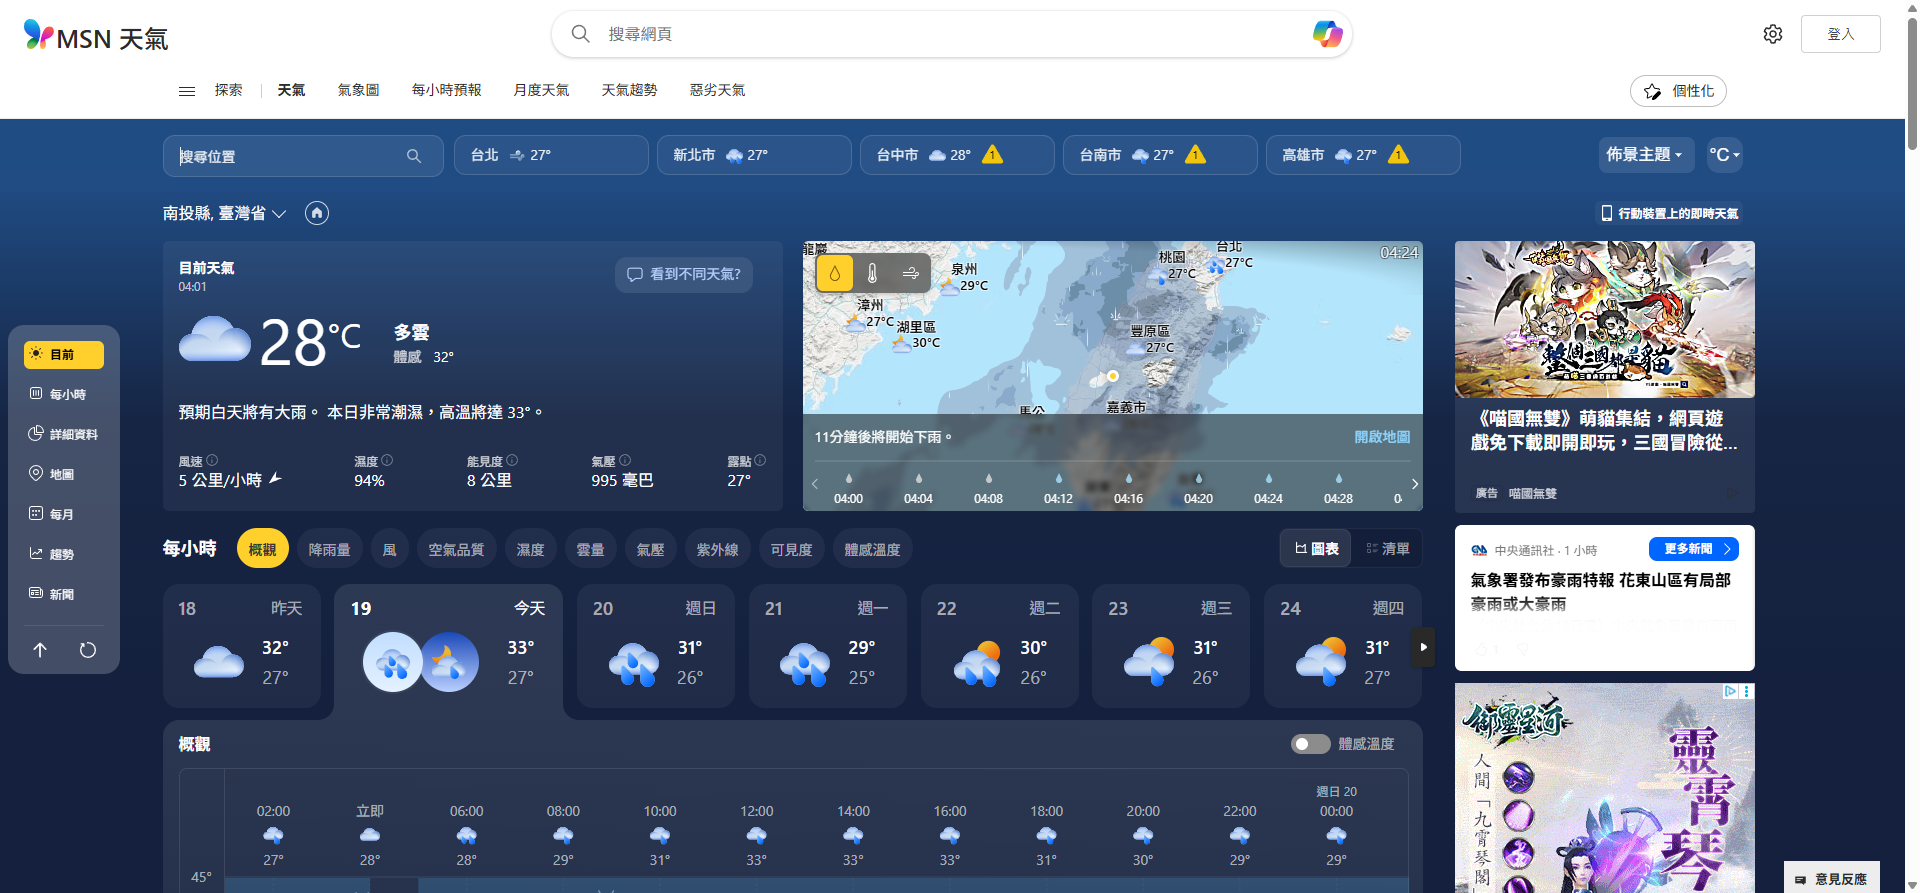 MSN 天氣
搜尋網頁
登入
探索
天氣
氣象圖
每小時預報
月度天氣
天氣趨勢
惡劣天氣
個性化
搜尋位置
台北 27°
新北市 27°
台中市 28° 1
台南市 27° 1
高雄市 27° 1
佈景主題
°C
南投縣, 臺灣省
行動裝置上的即時天氣
目前
每小時
詳細資料
地圖
每月
趨勢
新聞
目前天氣
04:01
看到不同天氣?
28°C
多雲
體感 32°
預期白天將有大雨。 本日非常潮濕，高溫將達 33°。
風速
5 公里/小時
濕度
94%
能見度
8 公里
氣壓
995 毫巴
露點
27°
04:24
龍巖
泉州
29°C
漳州
27°C
湖里區
30°C
桃園
27°C
台北
27°C
豐原區
27°C
馬公
嘉義市
11分鐘後將開始下雨。
開啟地圖
04:00 04:04 04:08 04:12 04:16 04:20 04:24 04:28
整個三國都是貓
《喵國無雙》萌貓集結，網頁遊
戲免下載即開即玩，三國冒險從...
廣告 喵國無雙
中央通訊社 · 1 小時
更多新聞
氣象署發布豪雨特報 花東山區有局部
豪雨或大豪雨
每小時
概觀
降雨量
風
空氣品質
濕度
雲量
氣壓
紫外線
可見度
體感溫度
圖表
清單
18 昨天
32°
27°
19 今天
33°
27°
20 週日
31°
26°
21 週一
29°
25°
22 週二
30°
26°
23 週三
31°
26°
24 週四
31°
27°
概觀
體感溫度
週日 20
02:00 立即 06:00 08:00 10:00 12:00 14:00 16:00 18:00 20:00 22:00 00:00
27° 28° 28° 29° 31° 33° 33° 33° 31° 30° 29° 29°
45°
人間「九霄琴閣」
靈霄琴
意見反應